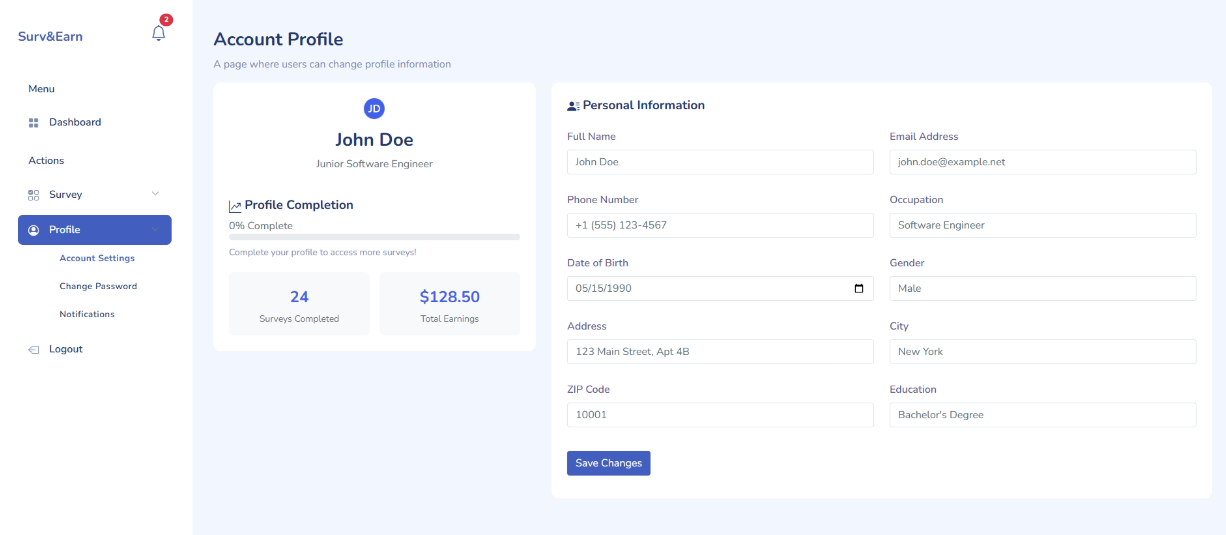 Surv&Earn
2
Menu
Dashboard
Actions
Survey
Profile
Account Settings
Change Password
Notifications
Logout
Account Profile
A page where users can change profile information
JD
John Doe
Junior Software Engineer
Profile Completion
0% Complete
Complete your profile to access more surveys!
24
Surveys Completed
$128.50
Total Earnings
Personal Information
Full Name
John Doe
Email Address
john.doe@example.net
Phone Number
+1 (555) 123-4567
Occupation
Software Engineer
Date of Birth
05/15/1990
Gender
Male
Address
123 Main Street, Apt 4B
City
New York
ZIP Code
10001
Education
Bachelor's Degree
Save Changes